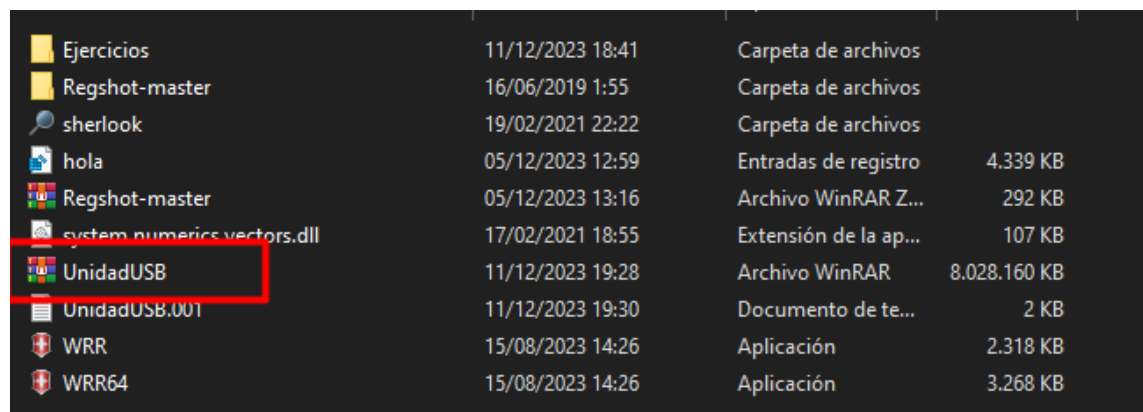 Ejercicios 11/12/2023 18:41 Carpeta de archivos
Regshot-master 16/06/2019 1:55 Carpeta de archivos
sherlook 19/02/2021 22:22 Carpeta de archivos
hola 05/12/2023 12:59 Entradas de registro 4.339 KB
Regshot-master 05/12/2023 13:16 Archivo WinRAR Z... 292 KB
system.numerics.vectors.dll 17/02/2021 18:55 Extensión de la ap... 107 KB
UnidadUSB 11/12/2023 19:28 Archivo WinRAR 8.028.160 KB
UnidadUSB.001 11/12/2023 19:30 Documento de te... 2 KB
WRR 15/08/2023 14:26 Aplicación 2.318 KB
WRR64 15/08/2023 14:26 Aplicación 3.268 KB